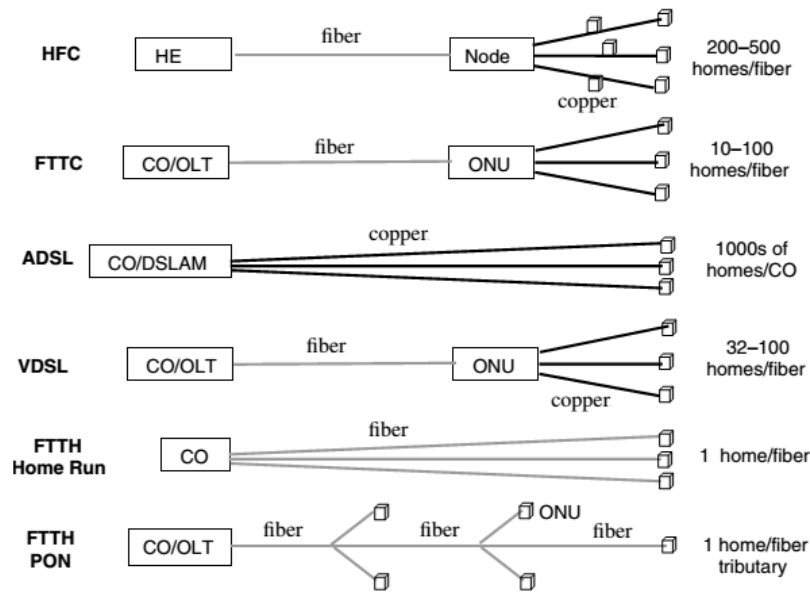 HFC
HE
fiber
Node
copper
200–500
homes/fiber
FTTC
CO/OLT
fiber
ONU
10–100
homes/fiber
ADSL
CO/DSLAM
copper
1000s of
homes/CO
VDSL
CO/OLT
fiber
ONU
copper
32–100
homes/fiber
FTTH
Home Run
CO
fiber
1 home/fiber
FTTH
PON
CO/OLT
fiber
fiber
ONU
fiber
1 home/fiber
tributary